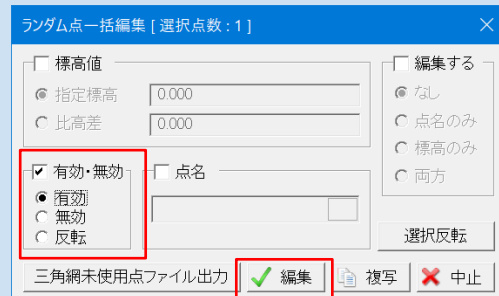 ランダム点一括編集 [ 選択点数 : 1 ]
標高値
指定標高 0.000
比高差 0.000
有効・無効
有効
無効
反転
点名
編集する
なし
点名のみ
標高のみ
両方
選択反転
三角網未使用点ファイル出力 編集 複写 中止